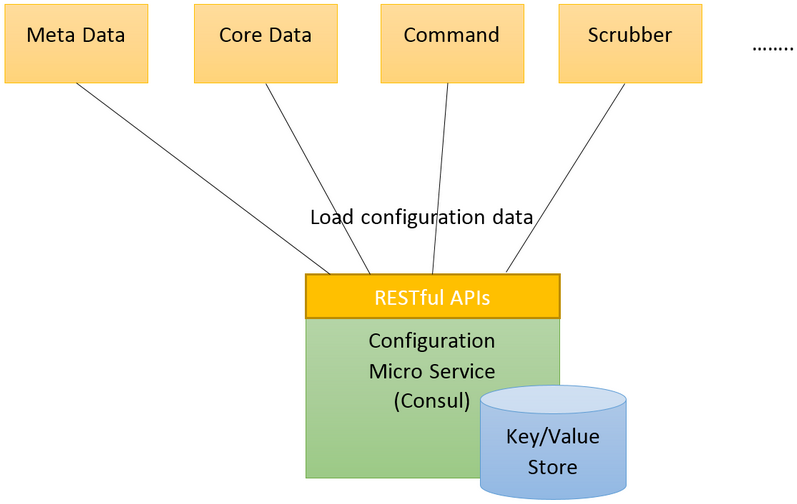 Meta Data
Core Data
Command
Scrubber
........
Load configuration data
RESTful APIs
Configuration
Micro Service
(Consul)
Key/Value
Store